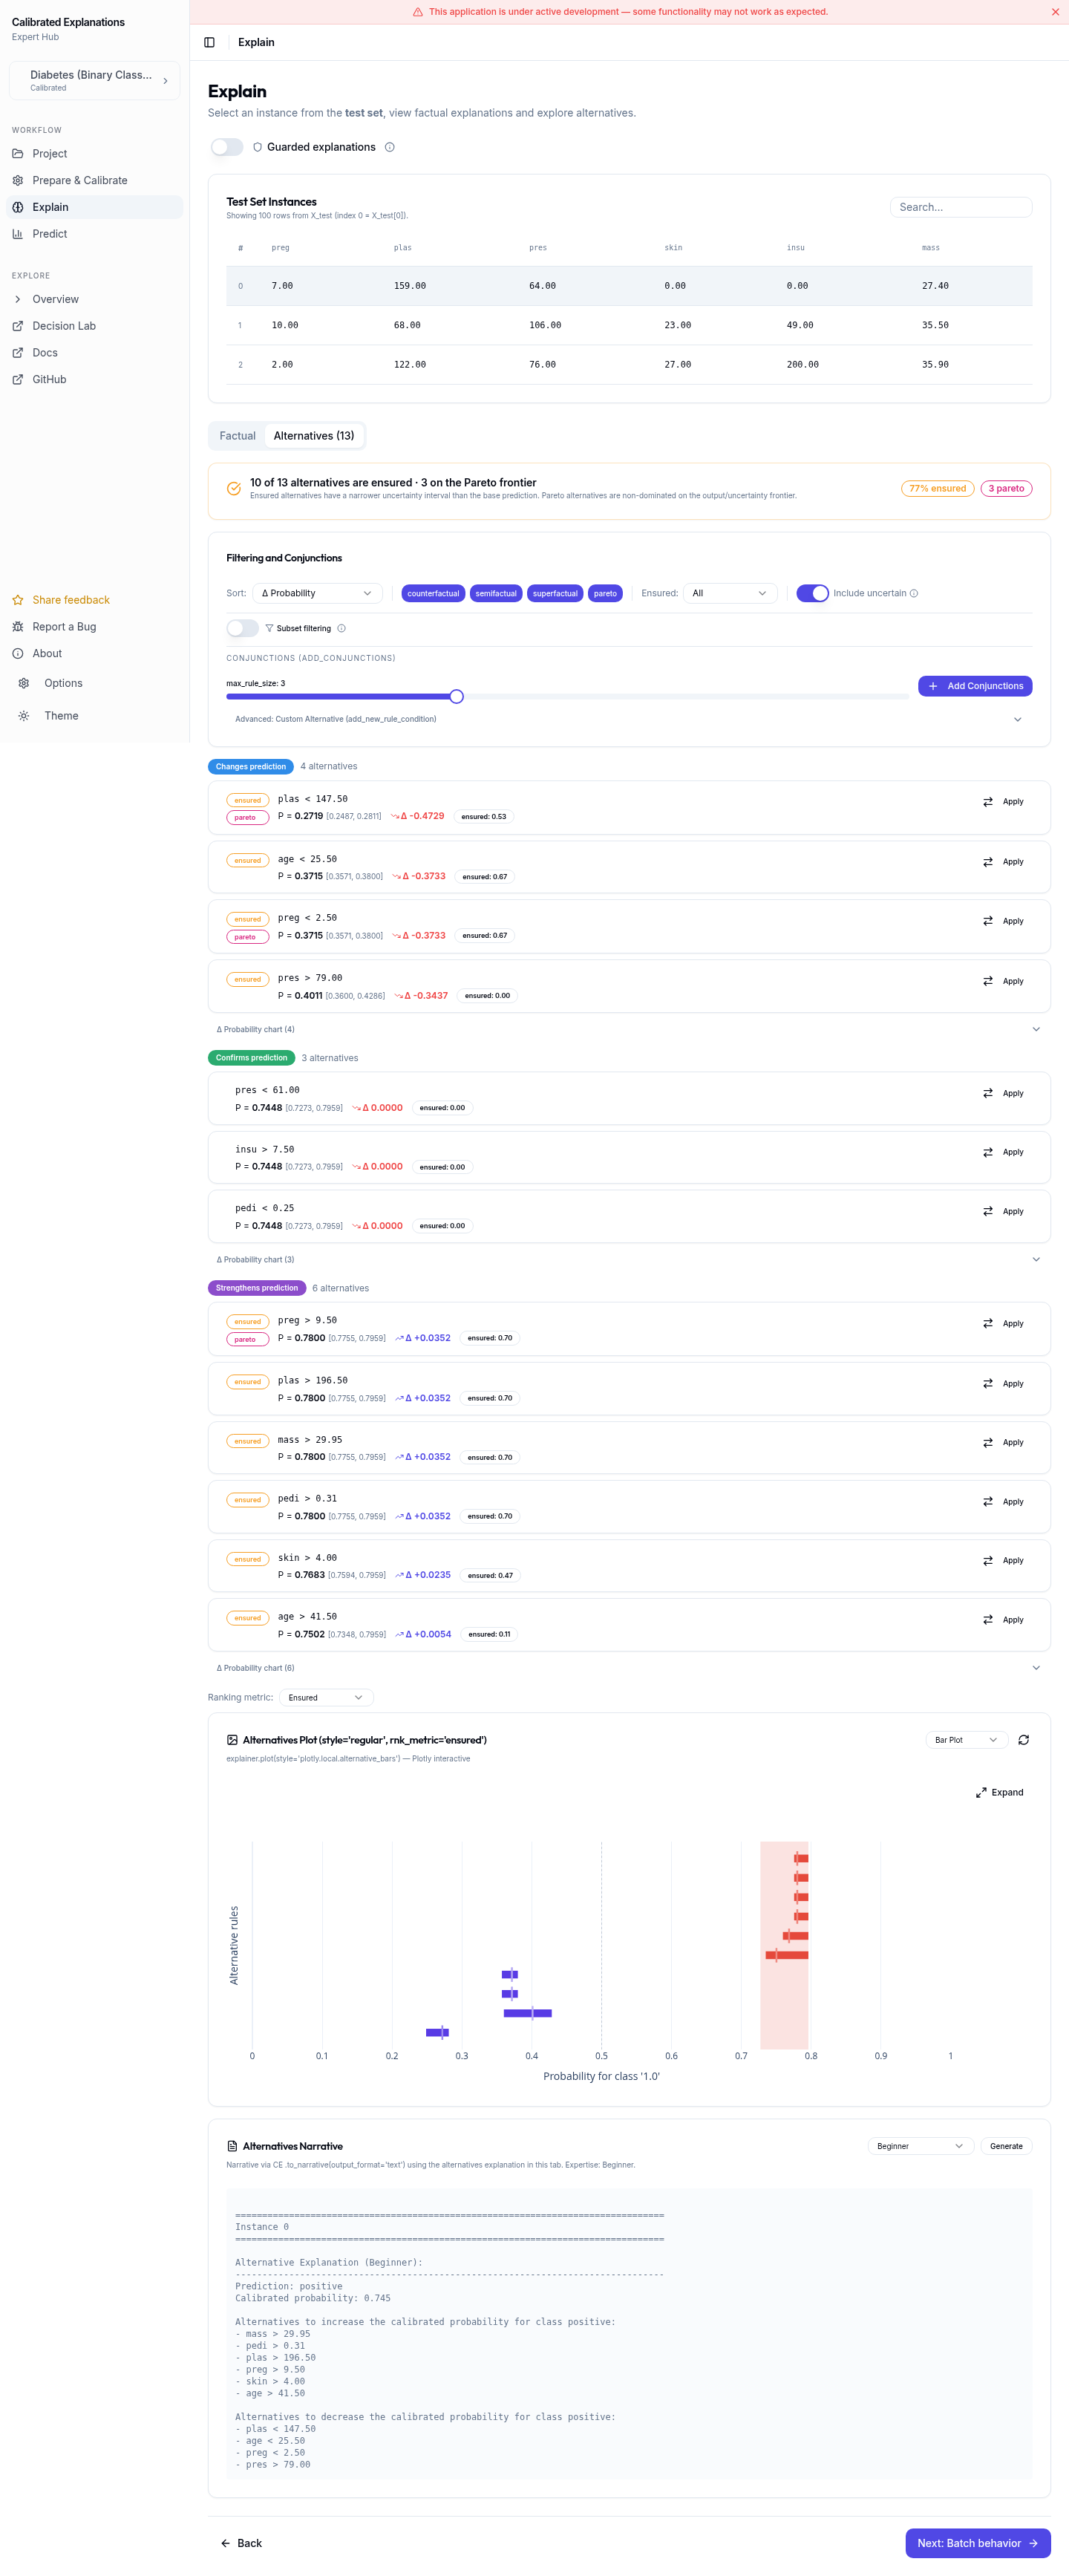 This application is under active development — some functionality may not work as expected.
Calibrated Explanations
Expert Hub
Diabetes (Binary Class...
Calibrated
WORKFLOW
Project
Prepare & Calibrate
Explain
Predict
EXPLORE
Overview
Decision Lab
Docs
GitHub
Share feedback
Report a Bug
About
Options
Theme
Explain
Explain
Select an instance from the test set, view factual explanations and explore alternatives.
Guarded explanations
Test Set Instances
Showing 100 rows from X_test (index 0 = X_test[0]).
Search...
# preg plas pres skin insu mass
0 7.00 159.00 64.00 0.00 0.00 27.40
1 10.00 68.00 106.00 23.00 49.00 35.50
2 2.00 122.00 76.00 27.00 200.00 35.90
Factual Alternatives (13)
10 of 13 alternatives are ensured · 3 on the Pareto frontier
Ensured alternatives have a narrower uncertainty interval than the base prediction. Pareto alternatives are non-dominated on the output/uncertainty frontier.
77% ensured 3 pareto
Filtering and Conjunctions
Sort: Δ Probability counterfactual semifactual superfactual pareto Ensured: All Include uncertain
Subset filtering
CONJUNCTIONS (ADD_CONJUNCTIONS)
max_rule_size: 3
Add Conjunctions
Advanced: Custom Alternative (add_new_rule_condition)
Changes prediction 4 alternatives
ensured plas < 147.50 Apply
pareto P = 0.2719 [0.2487, 0.2811] Δ -0.4729 ensured: 0.53
ensured age < 25.50 Apply
P = 0.3715 [0.3571, 0.3800] Δ -0.3733 ensured: 0.67
ensured preg < 2.50 Apply
pareto P = 0.3715 [0.3571, 0.3800] Δ -0.3733 ensured: 0.67
ensured pres > 79.00 Apply
P = 0.4011 [0.3600, 0.4286] Δ -0.3437 ensured: 0.00
Δ Probability chart (4)
Confirms prediction 3 alternatives
pres < 61.00 Apply
P = 0.7448 [0.7273, 0.7959] Δ 0.0000 ensured: 0.00
insu > 7.50 Apply
P = 0.7448 [0.7273, 0.7959] Δ 0.0000 ensured: 0.00
pedi < 0.25 Apply
P = 0.7448 [0.7273, 0.7959] Δ 0.0000 ensured: 0.00
Δ Probability chart (3)
Strengthens prediction 6 alternatives
ensured preg > 9.50 Apply
pareto P = 0.7800 [0.7755, 0.7959] Δ +0.0352 ensured: 0.70
ensured plas > 196.50 Apply
P = 0.7800 [0.7755, 0.7959] Δ +0.0352 ensured: 0.70
ensured mass > 29.95 Apply
P = 0.7800 [0.7755, 0.7959] Δ +0.0352 ensured: 0.70
ensured pedi > 0.31 Apply
P = 0.7800 [0.7755, 0.7959] Δ +0.0352 ensured: 0.70
ensured skin > 4.00 Apply
P = 0.7683 [0.7594, 0.7959] Δ +0.0235 ensured: 0.47
ensured age > 41.50 Apply
P = 0.7502 [0.7348, 0.7959] Δ +0.0054 ensured: 0.11
Δ Probability chart (6)
Ranking metric: Ensured
Alternatives Plot (style='regular', rnk_metric='ensured')
Bar Plot
explainer.plot(style='plotly.local.alternative_bars') — Plotly interactive
Expand
Alternative rules
0 0.1 0.2 0.3 0.4 0.5 0.6 0.7 0.8 0.9 1
Probability for class '1.0'
Alternatives Narrative
Beginner Generate
Narrative via CE .to_narrative(output_format='text') using the alternatives explanation in this tab. Expertise: Beginner.
================================================================================
Instance 0
================================================================================
Alternative Explanation (Beginner):
--------------------------------------------------------------------------------
Prediction: positive
Calibrated probability: 0.745
Alternatives to increase the calibrated probability for class positive:
- mass > 29.95
- pedi > 0.31
- plas > 196.50
- preg > 9.50
- skin > 4.00
- age > 41.50
Alternatives to decrease the calibrated probability for class positive:
- plas < 147.50
- age < 25.50
- preg < 2.50
- pres > 79.00
Back
Next: Batch behavior